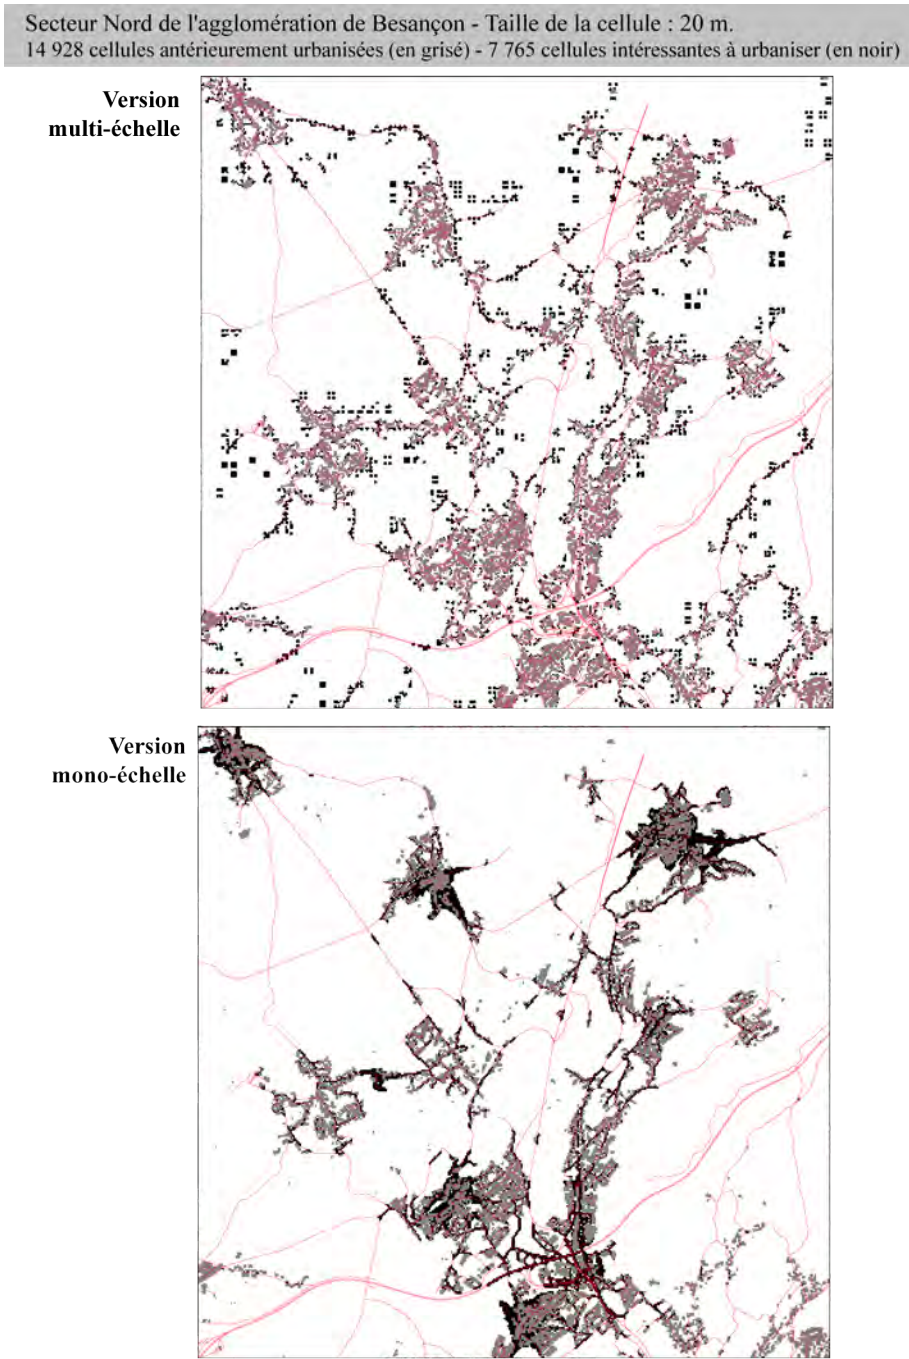 Secteur Nord de l'agglomération de Besançon - Taille de la cellule : 20 m.
14 928 cellules antérieurement urbanisées (en grisé) - 7 765 cellules intéressantes à urbaniser (en noir)
Version
multi-échelle
Version
mono-échelle